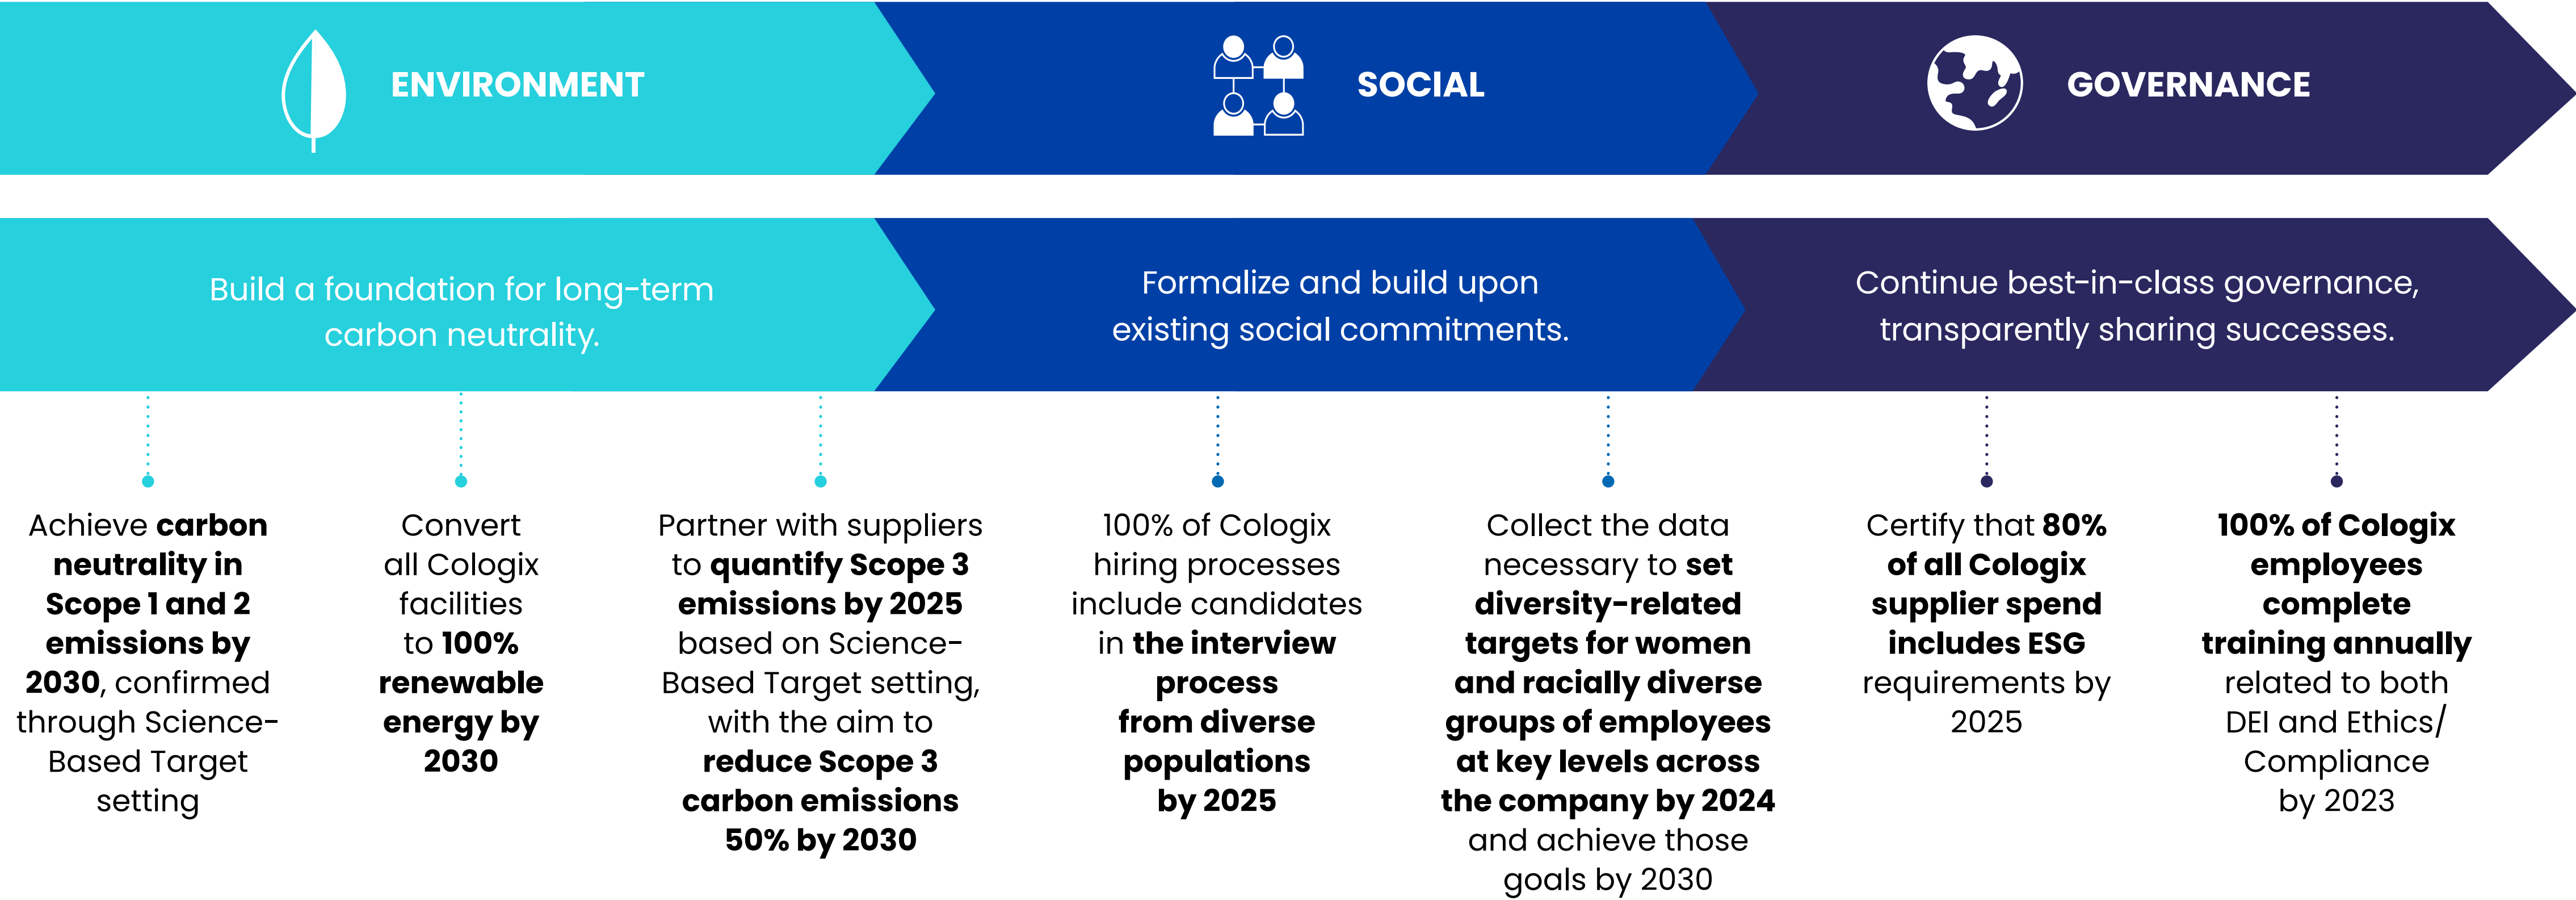 ENVIRONMENT
SOCIAL
GOVERNANCE
Build a foundation for long-term
carbon neutrality.
Formalize and build upon
existing social commitments.
Continue best-in-class governance,
transparently sharing successes.
Achieve carbon
neutrality in
Scope 1 and 2
emissions by
2030, confirmed
through Science-
Based Target
setting
Convert
all Cologix
facilities
to 100%
renewable
energy by
2030
Partner with suppliers
to quantify Scope 3
emissions by 2025
based on Science-
Based Target setting,
with the aim to
reduce Scope 3
carbon emissions
50% by 2030
100% of Cologix
hiring processes
include candidates
in the interview
process
from diverse
populations
by 2025
Collect the data
necessary to set
diversity-related
targets for women
and racially diverse
groups of employees
at key levels across
the company by 2024
and achieve those
goals by 2030
Certify that 80%
of all Cologix
supplier spend
includes ESG
requirements by
2025
100% of Cologix
employees
complete
training annually
related to both
DEI and Ethics/
Compliance
by 2023